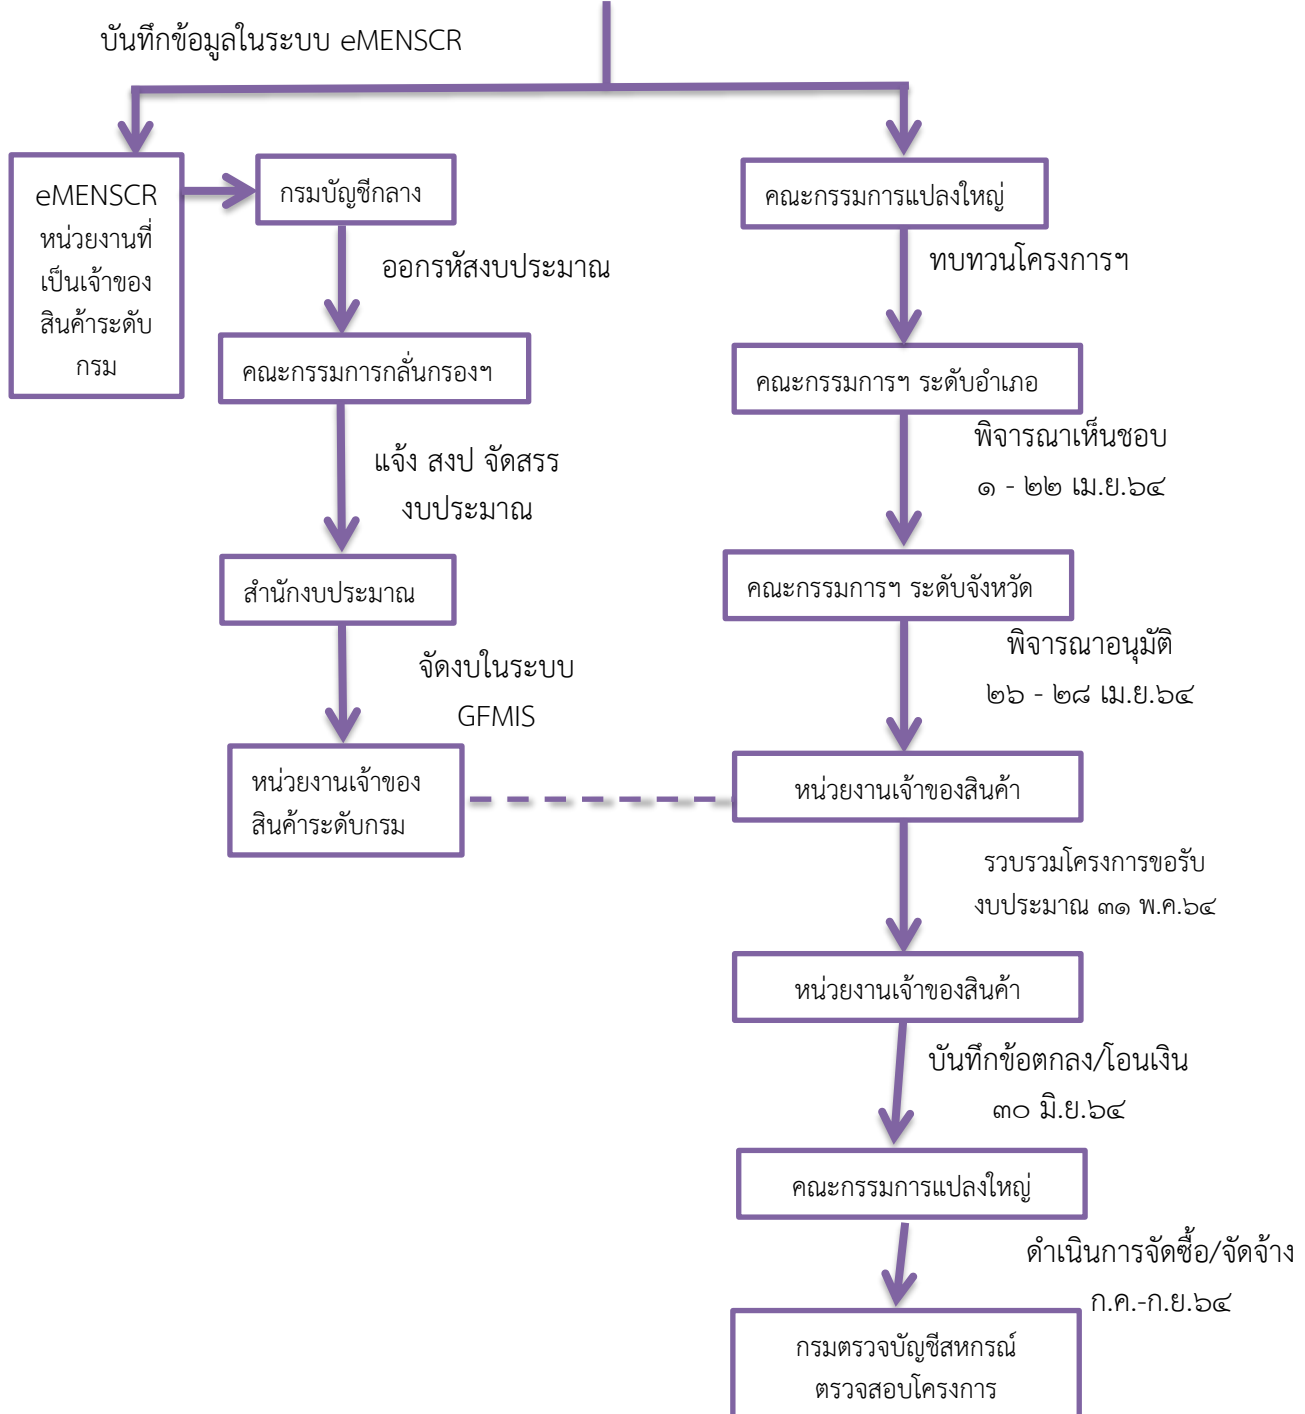 บันทึกข้อมูลในระบบ eMENSCR
eMENSCR
หน่วยงานที่
เป็นเจ้าของ
สินค้าระดับ
กรม
กรมบัญชีกลาง
ออกรหัสงบประมาณ
คณะกรรมการกลั่นกรองฯ
แจ้ง สงป จัดสรร
งบประมาณ
สำนักงบประมาณ
จัดงบในระบบ
GFMIS
หน่วยงานเจ้าของ
สินค้าระดับกรม
คณะกรรมการแปลงใหญ่
ทบทวนโครงการฯ
คณะกรรมการฯ ระดับอำเภอ
พิจารณาเห็นชอบ
๑ - ๒๒ เม.ย.๖๔
คณะกรรมการฯ ระดับจังหวัด
พิจารณาอนุมัติ
๒๖ - ๒๘ เม.ย.๖๔
หน่วยงานเจ้าของสินค้า
รวบรวมโครงการขอรับ
งบประมาณ ๓๑ พ.ค.๖๔
หน่วยงานเจ้าของสินค้า
บันทึกข้อตกลง/โอนเงิน
๓๐ มิ.ย.๖๔
คณะกรรมการแปลงใหญ่
ดำเนินการจัดซื้อ/จัดจ้าง
ก.ค.-ก.ย.๖๔
กรมตรวจบัญชีสหกรณ์
ตรวจสอบโครงการ